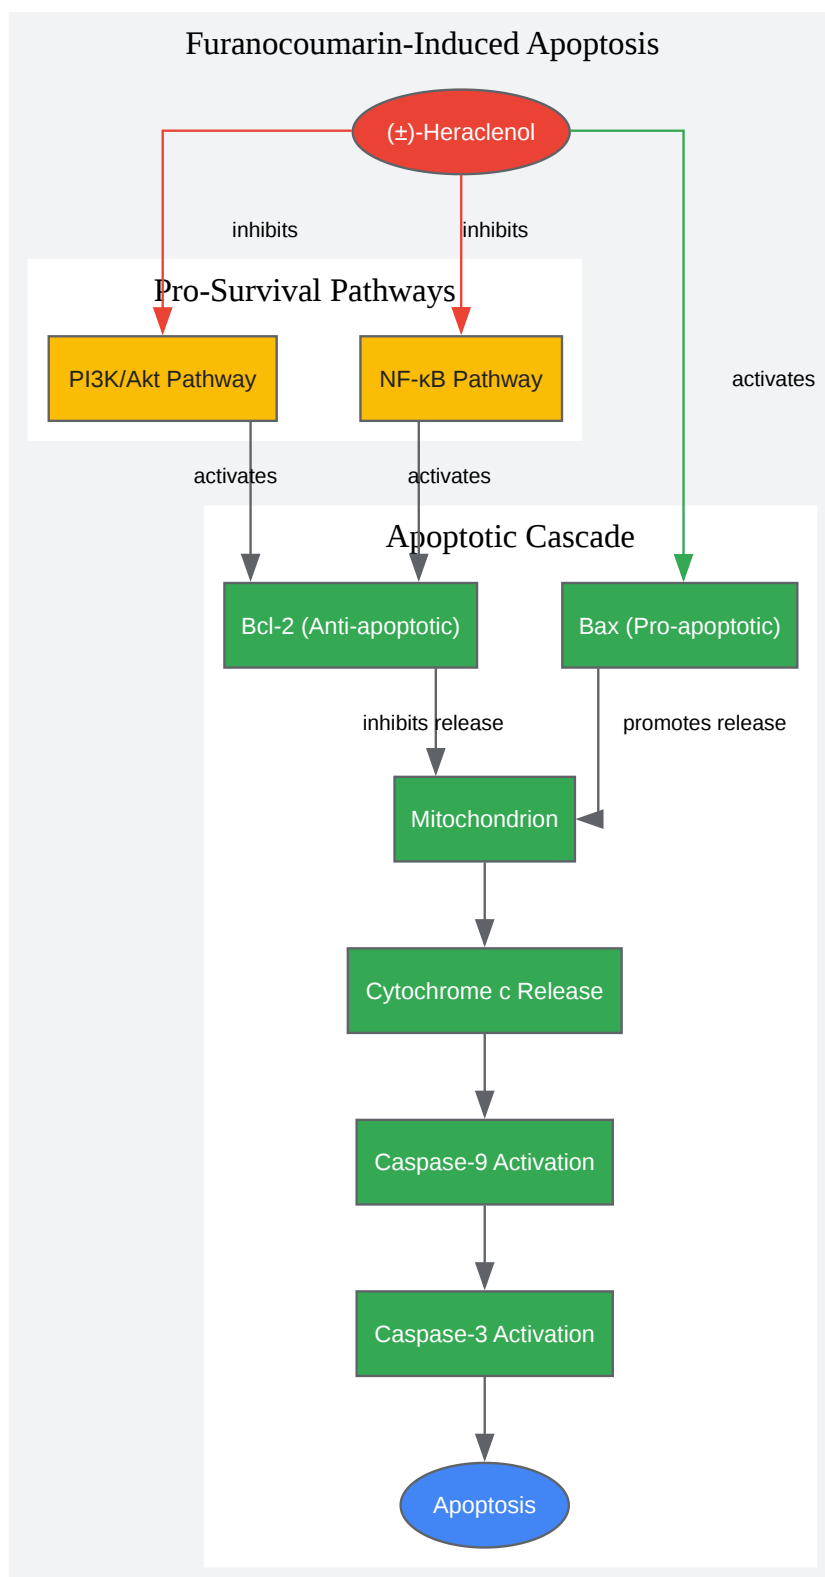 Furanocoumarin-Induced Apoptosis
(±)-Heraclenol
inhibits
inhibits
Pro-Survival Pathways
PI3K/Akt Pathway
NF-κB Pathway
activates
activates
activates
Apoptotic Cascade
Bcl-2 (Anti-apoptotic)
Bax (Pro-apoptotic)
inhibits release
promotes release
Mitochondrion
Cytochrome c Release
Caspase-9 Activation
Caspase-3 Activation
Apoptosis